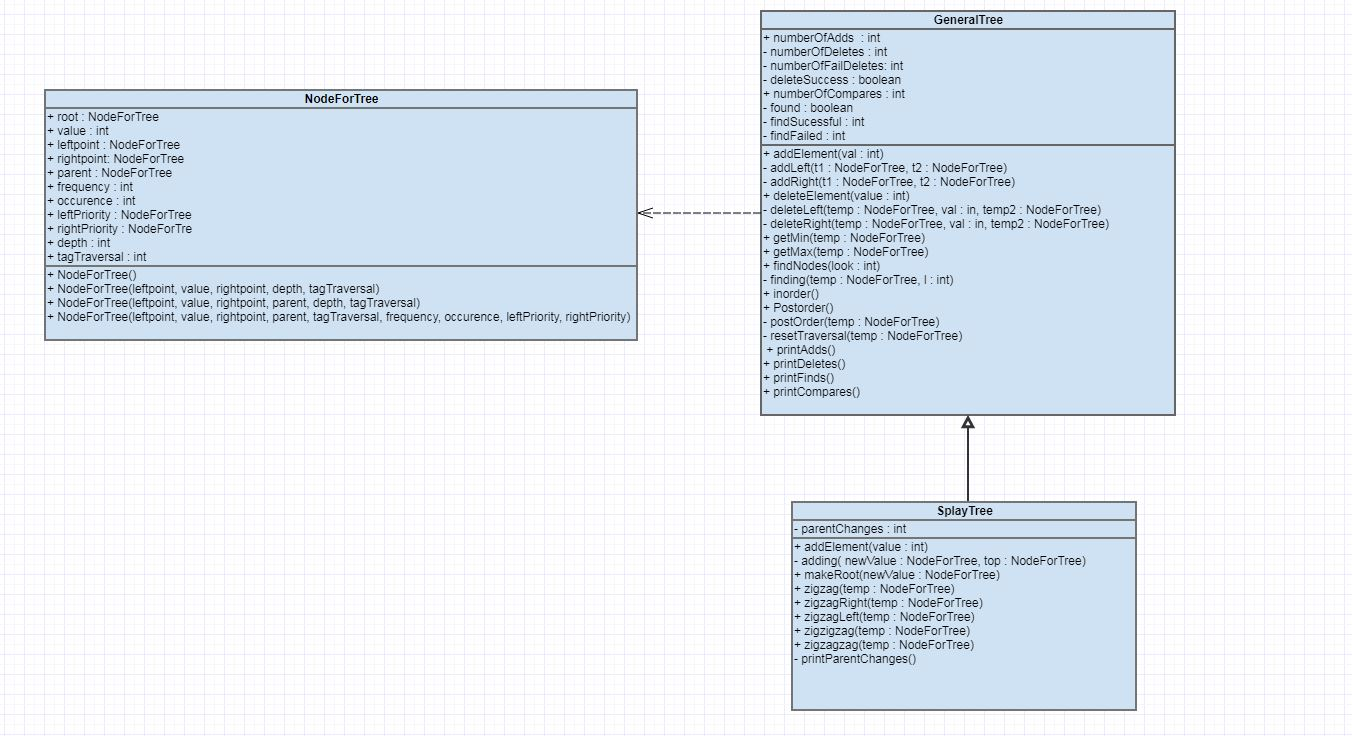 NodeForTree
+ root : NodeForTree
+ value : int
+ leftpoint : NodeForTree
+ rightpoint: NodeForTree
+ parent : NodeForTree
+ frequency : int
+ occurence : int
+ leftPriority : NodeForTree
+ rightPriority : NodeForTre
+ depth : int
+ tagTraversal : int
+ NodeForTree()
+ NodeForTree(leftpoint, value, rightpoint, depth, tagTraversal)
+ NodeForTree(leftpoint, value, rightpoint, parent, depth, tagTraversal)
+ NodeForTree(leftpoint, value, rightpoint, parent, tagTraversal, frequency, occurence, leftPriority, rightPriority)
GeneralTree
+ numberOfAdds : int
- numberOfDeletes : int
- numberOfFailDeletes: int
- deleteSuccess : boolean
+ numberOfCompares : int
- found : boolean
- findSucessful : int
- findFailed : int
+ addElement(val : int)
- addLeft(t1 : NodeForTree, t2 : NodeForTree)
- addRight(t1 : NodeForTree, t2 : NodeForTree)
+ deleteElement(value : int)
- deleteLeft(temp : NodeForTree, val : in, temp2 : NodeForTree)
- deleteRight(temp : NodeForTree, val : in, temp2 : NodeForTree)
+ getMin(temp : NodeForTree)
+ getMax(temp : NodeForTree)
+ findNodes(look : int)
- finding(temp : NodeForTree, l : int)
+ inorder()
+ Postorder()
- postOrder(temp : NodeForTree)
- resetTraversal(temp : NodeForTree)
+ printAdds()
+ printDeletes()
+ printFinds()
+ printCompares()
SplayTree
- parentChanges : int
+ addElement(value : int)
- adding( newValue : NodeForTree, top : NodeForTree)
+ makeRoot(newValue : NodeForTree)
+ zigzag(temp : NodeForTree)
+ zigzagRight(temp : NodeForTree)
+ zigzagLeft(temp : NodeForTree)
+ zigzigzag(temp : NodeForTree)
+ zigzagzag(temp : NodeForTree)
- printParentChanges()